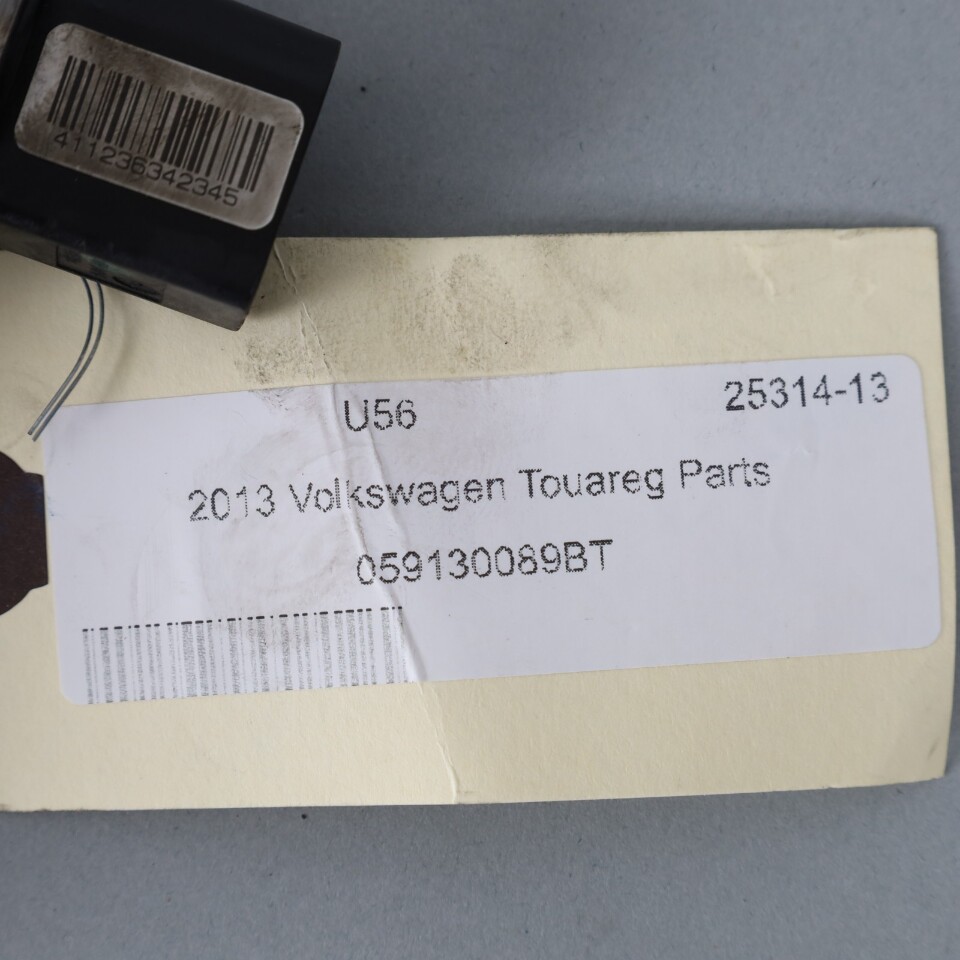 411236342345
U56
25314-13
2013 Volkswagen Touareg Parts
059130089BT